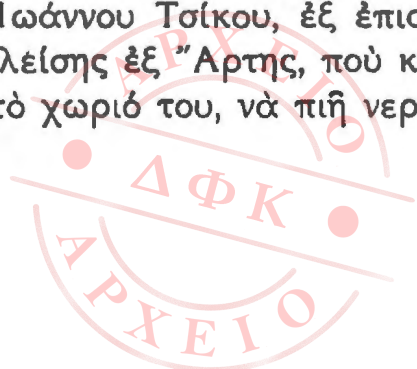 Ἰωάννου Τσίκου, ἐξ ἐπισ
λείσης ἐξ Ἄρτης, ποὺ κ
τὸ χωριό του, νὰ πιῆ νερ
ΑΡΧΕΙΟ
ΔΦΚ
ΑΡΧΕΙΟ